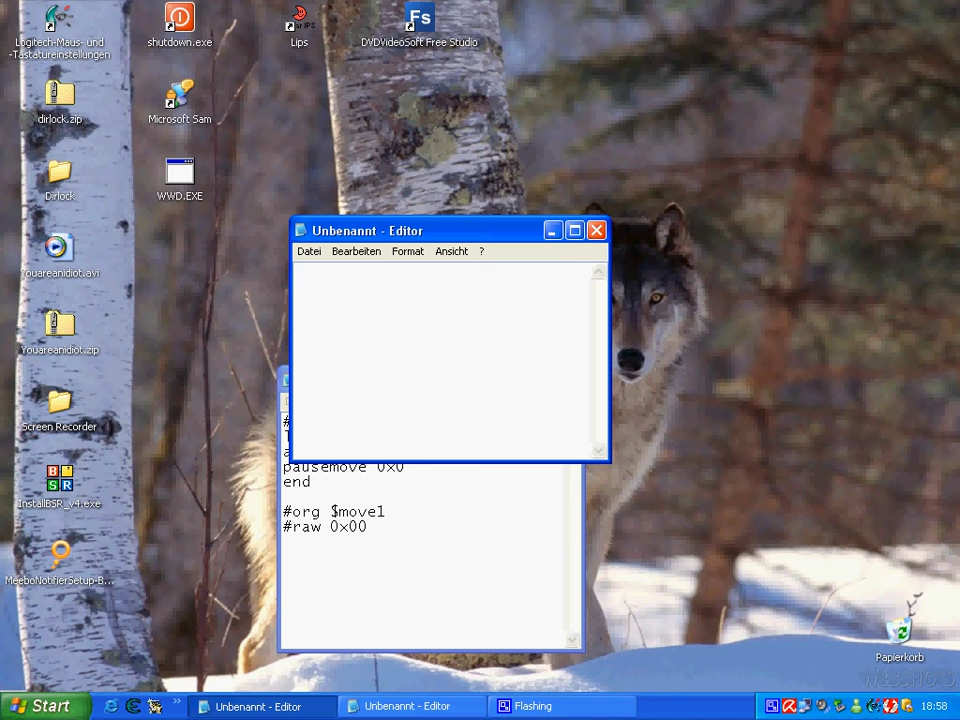 Logitech-Maus- und
-Tastatureinstellungen
shutdown.exe
Lips
DVDVideoSoft Free Studio
dirlock.zip
Microsoft Sam
Dirlock
WWD.EXE
Youareanidiot.avi
Youareanidiot.zip
Screen Recorder
InstallBSR_v4.exe
MeeboNotifierSetup-B...
Unbenannt - Editor
Datei Bearbeiten Format Ansicht ?
pausemove 0x0
end
#org $move1
#raw 0x00
Papierkorb
Start
Unbenannt - Editor
Unbenannt - Editor
Flashing
18:58